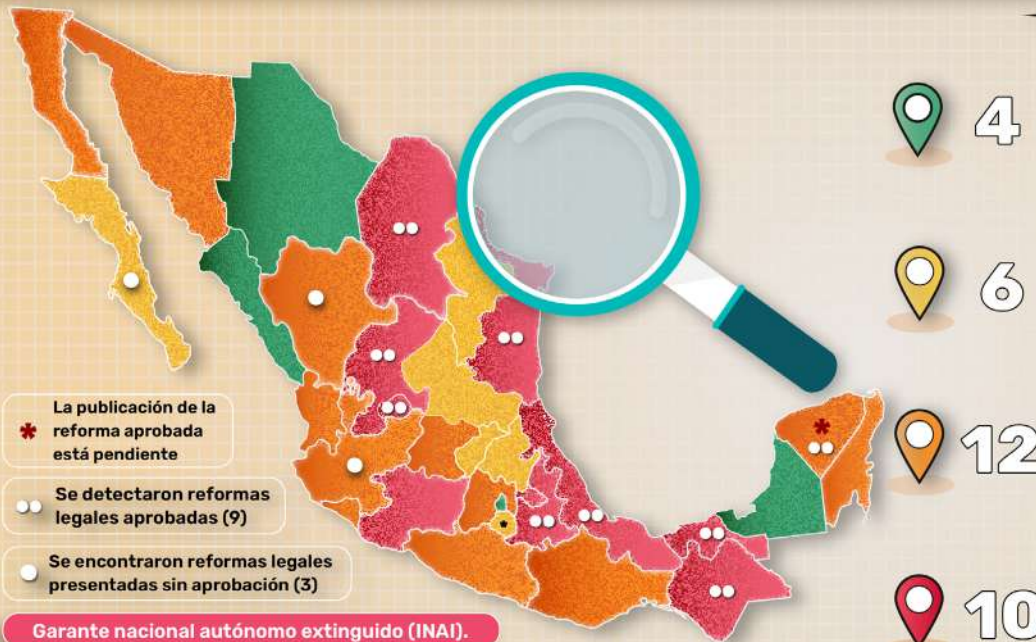 4
6
12
10
La publicación de la
* reforma aprobada
está pendiente
Se detectaron reformas
legales aprobadas (9)
Se encontraron reformas legales
presentadas sin aprobación (3)
Garante nacional autónomo extinguido (INAI).